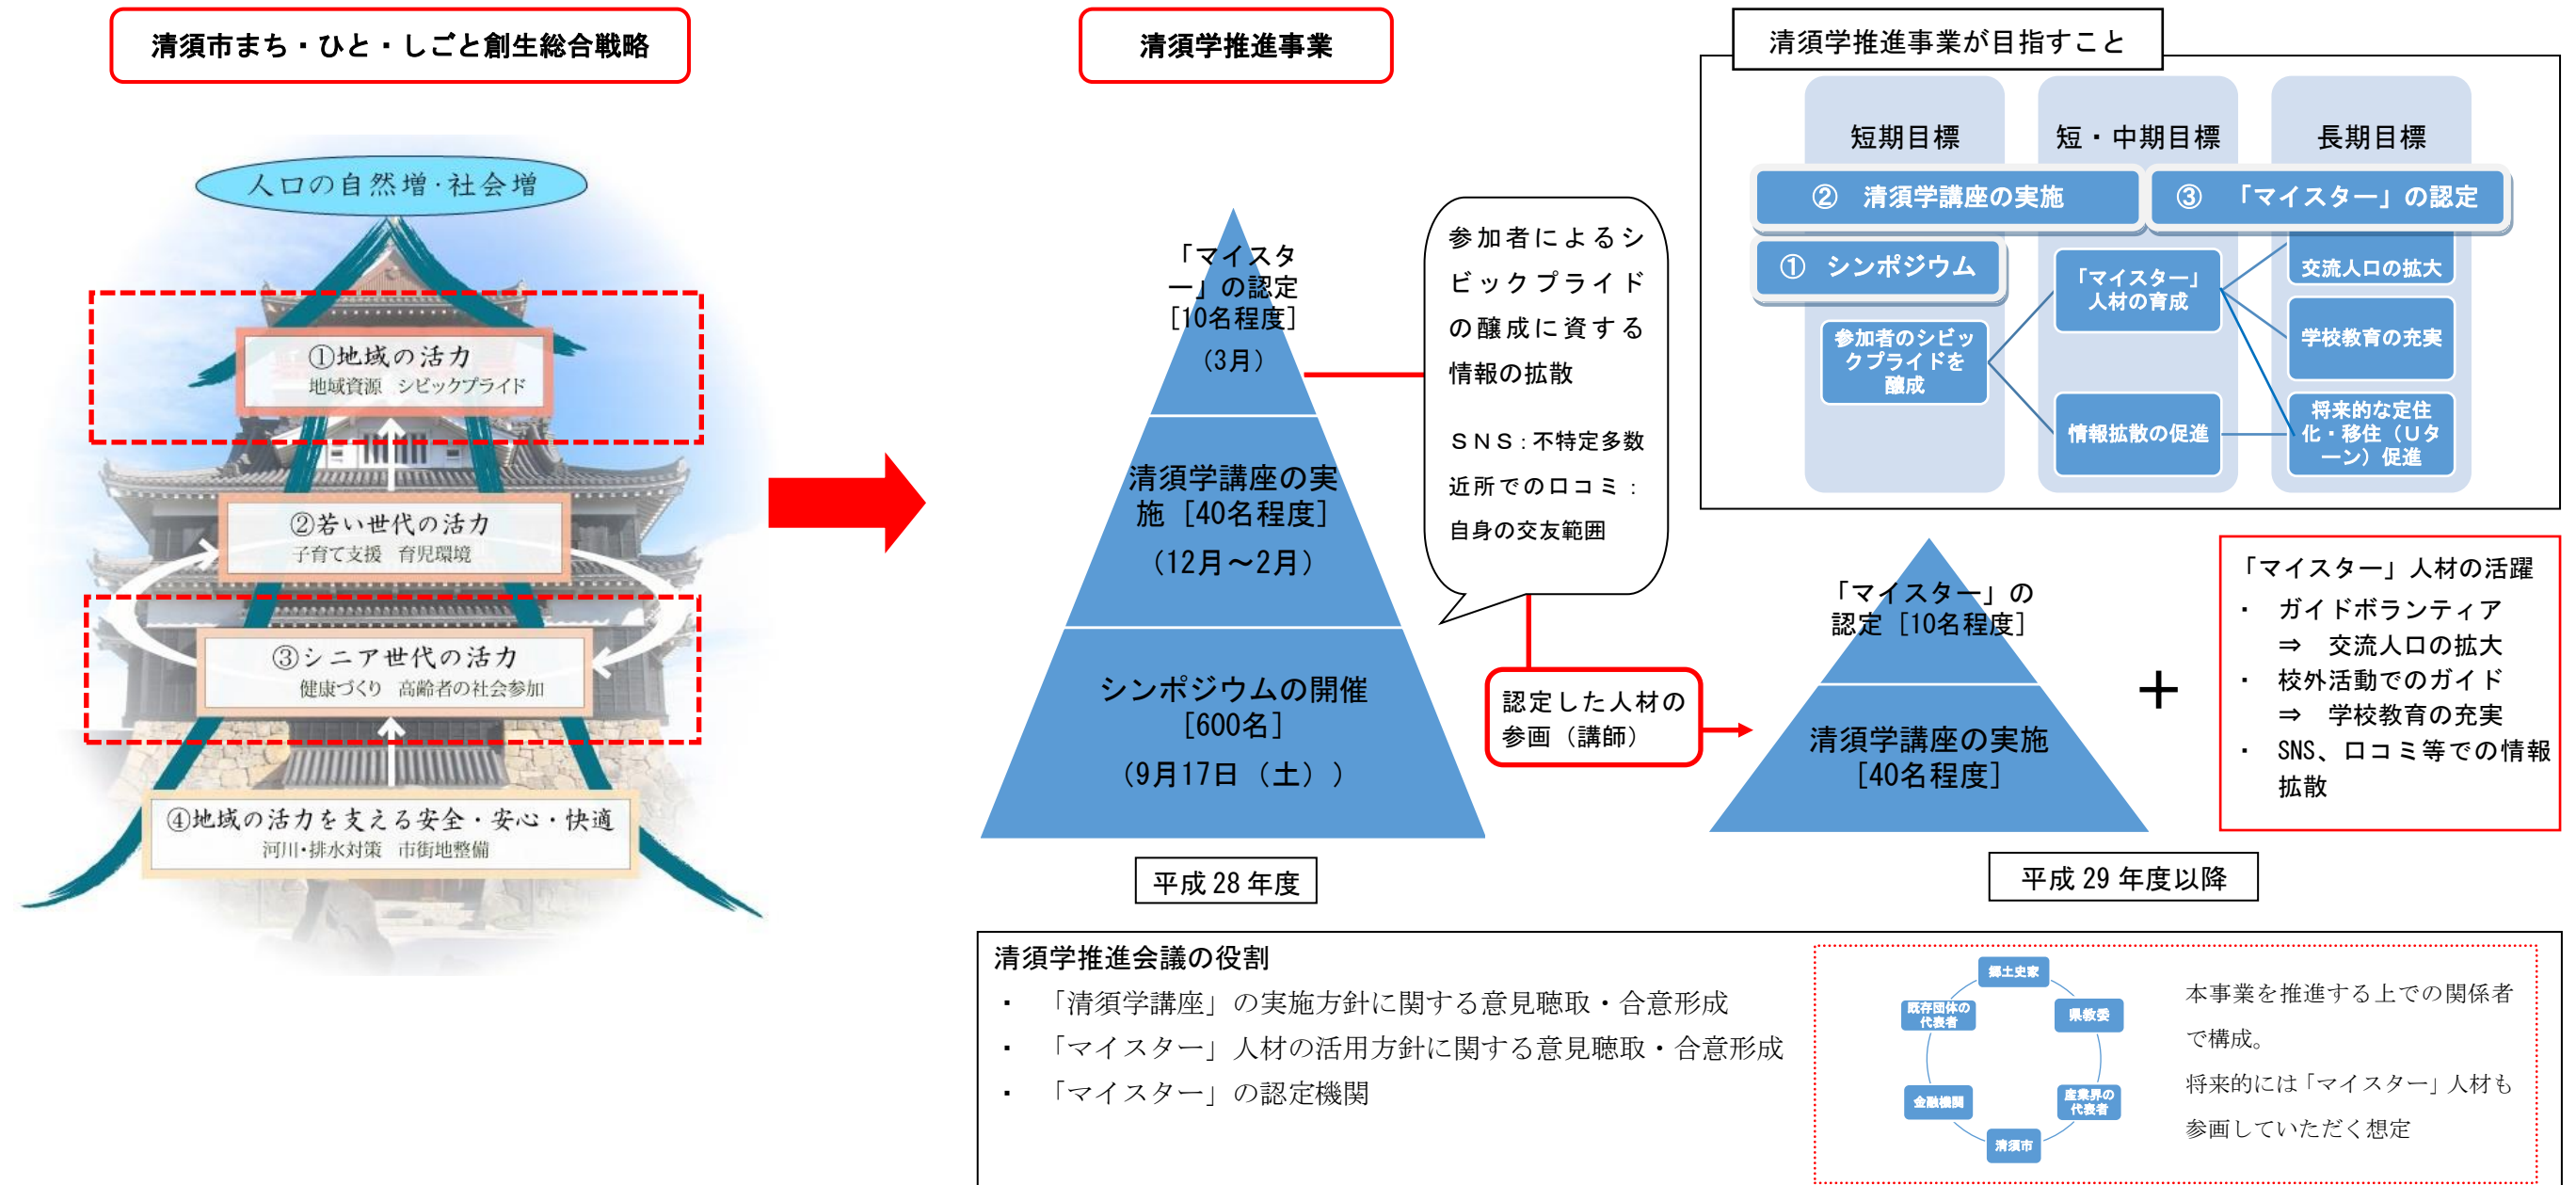 清須市まち・ひと・しごと創生総合戦略
人口の自然増・社会増
①地域の活力
地域資源 シビックプライド
②若い世代の活力
子育て支援 育児環境
③シニア世代の活力
健康づくり 高齢者の社会参加
④地域の活力を支える安全・安心・快適
河川・排水対策 市街地整備
清須学推進事業
「マイスタ
ー」の認定
[10名程度]
（3月）
清須学講座の実
施［40名程度］
（12月～2月）
シンポジウムの開催
［600名］
（9月17日（土））
平成 28 年度
参加者によるシ
ビックプライド
の醸成に資する
情報の拡散
ＳＮＳ：不特定多数
近所での口コミ：
自身の交友範囲
認定した人材の
参画（講師）
清須学推進事業が目指すこと
短期目標
短・中期目標
長期目標
② 清須学講座の実施
③ 「マイスター」の認定
① シンポジウム
参加者のシビッ
クプライドを
醸成
「マイスター」
人材の育成
情報拡散の促進
交流人口の拡大
学校教育の充実
将来的な定住
化・移住（Uタ
ーン）促進
「マイスター」の
認定［10名程度］
清須学講座の実施
［40名程度］
平成 29 年度以降
＋
「マイスター」人材の活躍
・ ガイドボランティア
⇒ 交流人口の拡大
・ 校外活動でのガイド
⇒ 学校教育の充実
・ SNS、口コミ等での情報
拡散
清須学推進会議の役割
・ 「清須学講座」の実施方針に関する意見聴取・合意形成
・ 「マイスター」人材の活用方針に関する意見聴取・合意形成
・ 「マイスター」の認定機関
郷土史家
県教委
産業界の
代表者
清須市
金融機関
既存団体の
代表者
本事業を推進する上での関係者
で構成。
将来的には「マイスター」人材も
参画していただく想定